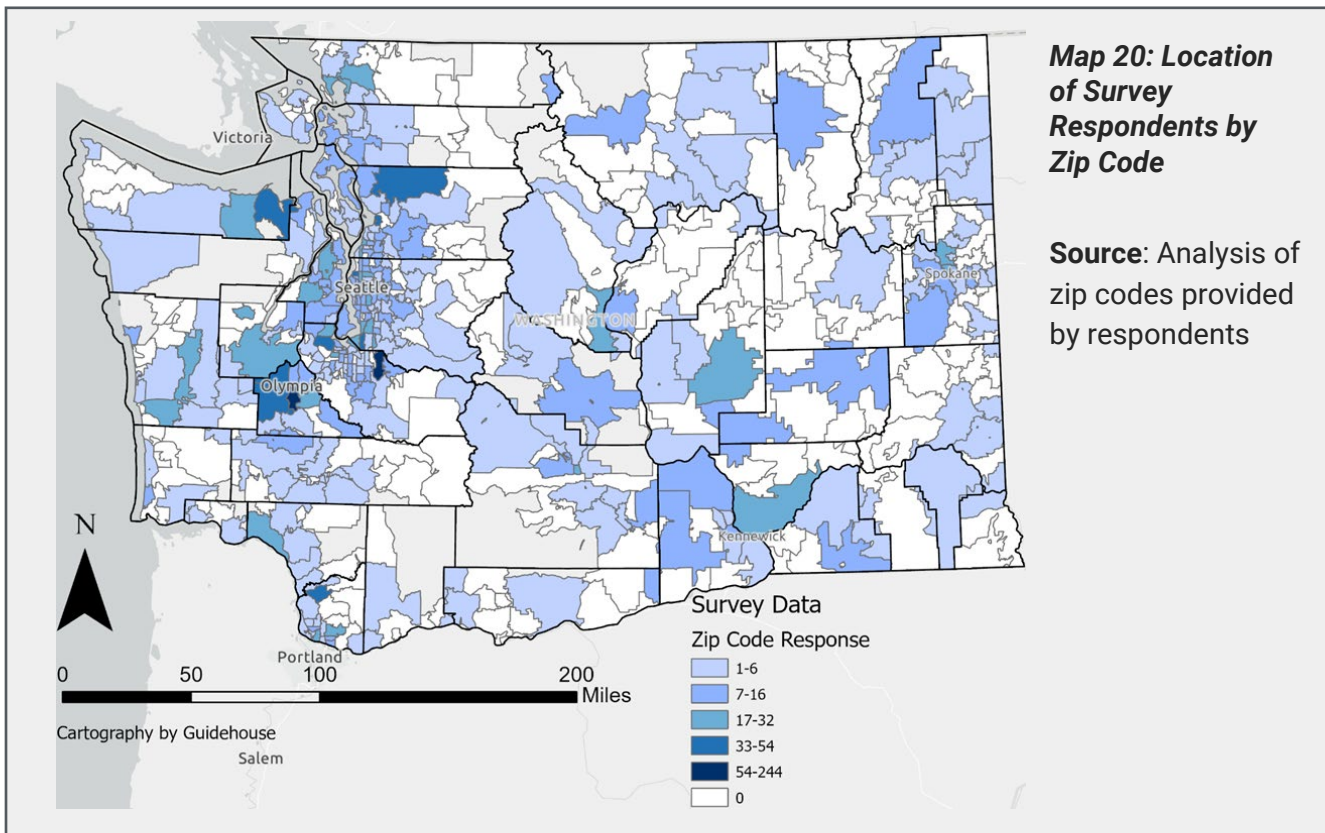 Map 20: Location
of Survey
Respondents by
Zip Code
Source: Analysis of
zip codes provided
by respondents
Victoria
Seattle
Spokane
WASHINGTON
Olympia
Kennewick
N
Portland
Salem
0 50 100 200
Miles
Cartography by Guidehouse
Survey Data
Zip Code Response
1-6
7-16
17-32
33-54
54-244
0